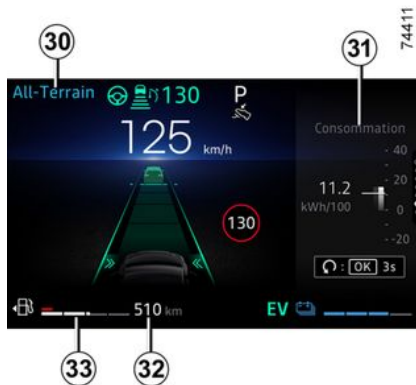 30
31
74411
All-Terrain
130
P
125 km/h
Consommation
40
20
11.2
kWh/100
0
-20
130
: OK 3s
510 km
EV
33
32